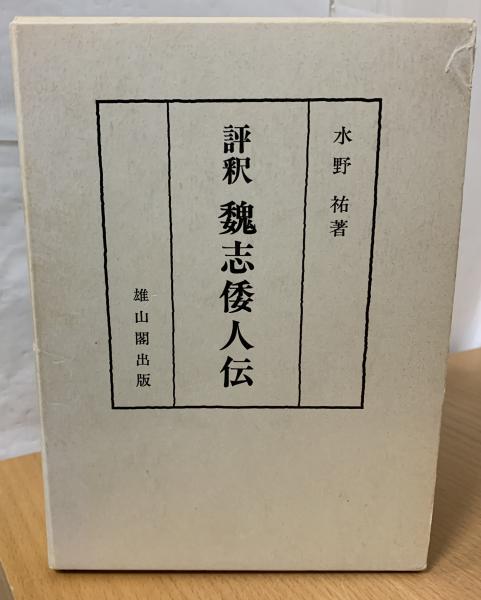 水野祐著
評釈 魏志倭人伝
雄山閣出版